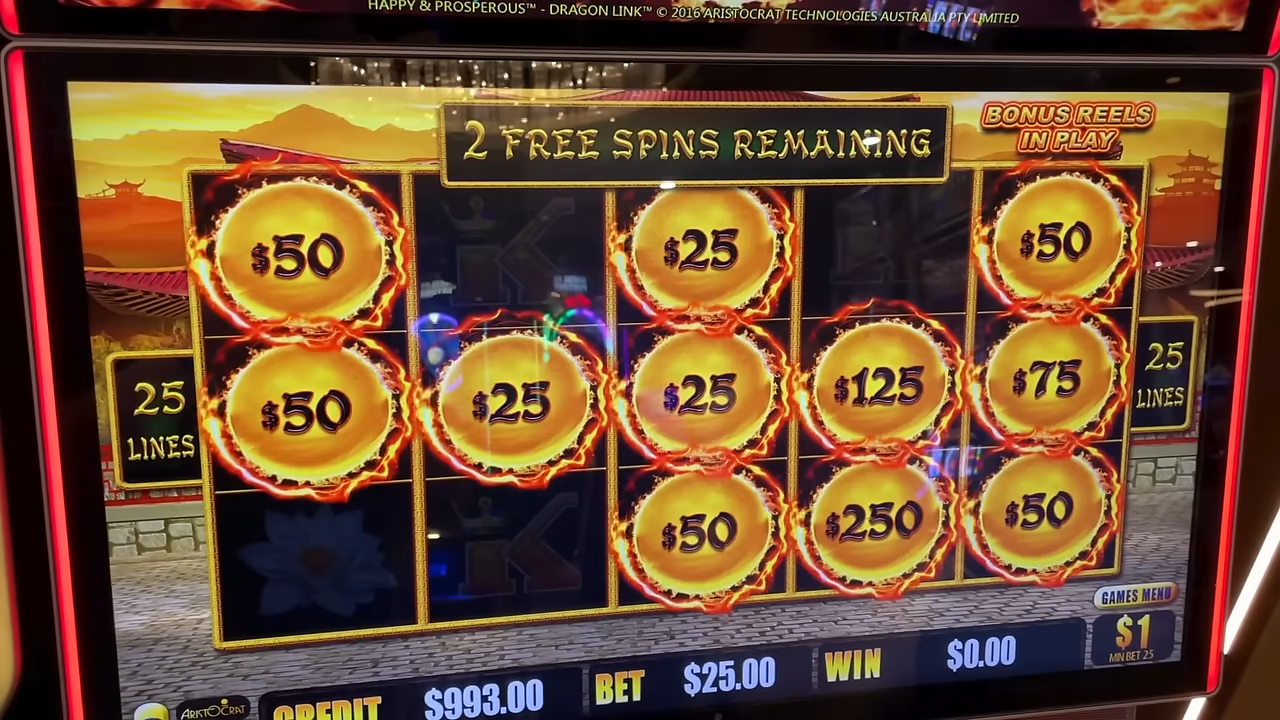 HAPPY & PROSPEROUS™ - DRAGON LINK™ © 2016 ARISTOCRAT TECHNOLOGIES AUSTRALIA PTY LIMITED
2 FREE SPINS REMAINING
BONUS REELS
IN PLAY
$50 K $25 $50
25
LINES
$50 $25 $25 $125 $75
25
LINES
K $50 $250 $50
GAMES MENU
$1
MIN BET 25
ARISTOCRAT
CREDIT $993.00 BET $25.00 WIN $0.00